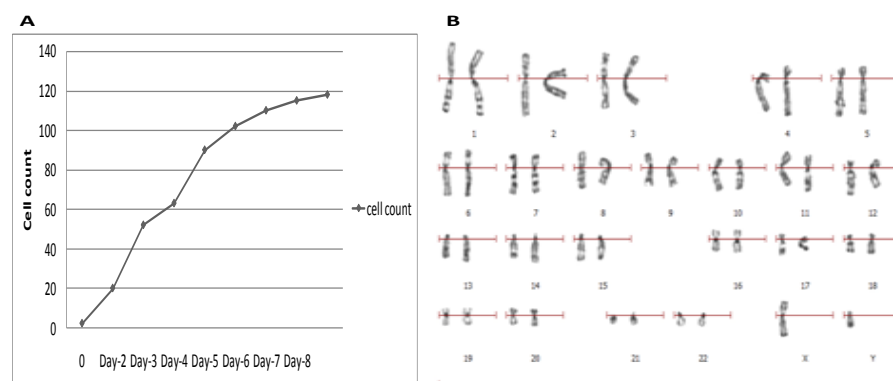 A
140
120
100
80
60
40
20
0
Cell count
0 Day-2 Day-3 Day-4 Day-5 Day-6 Day-7 Day-8
cell count
B
1 2 3 4 5
6 7 8 9 10 11 12
13 14 15 16 17 18
19 20 21 22 X Y